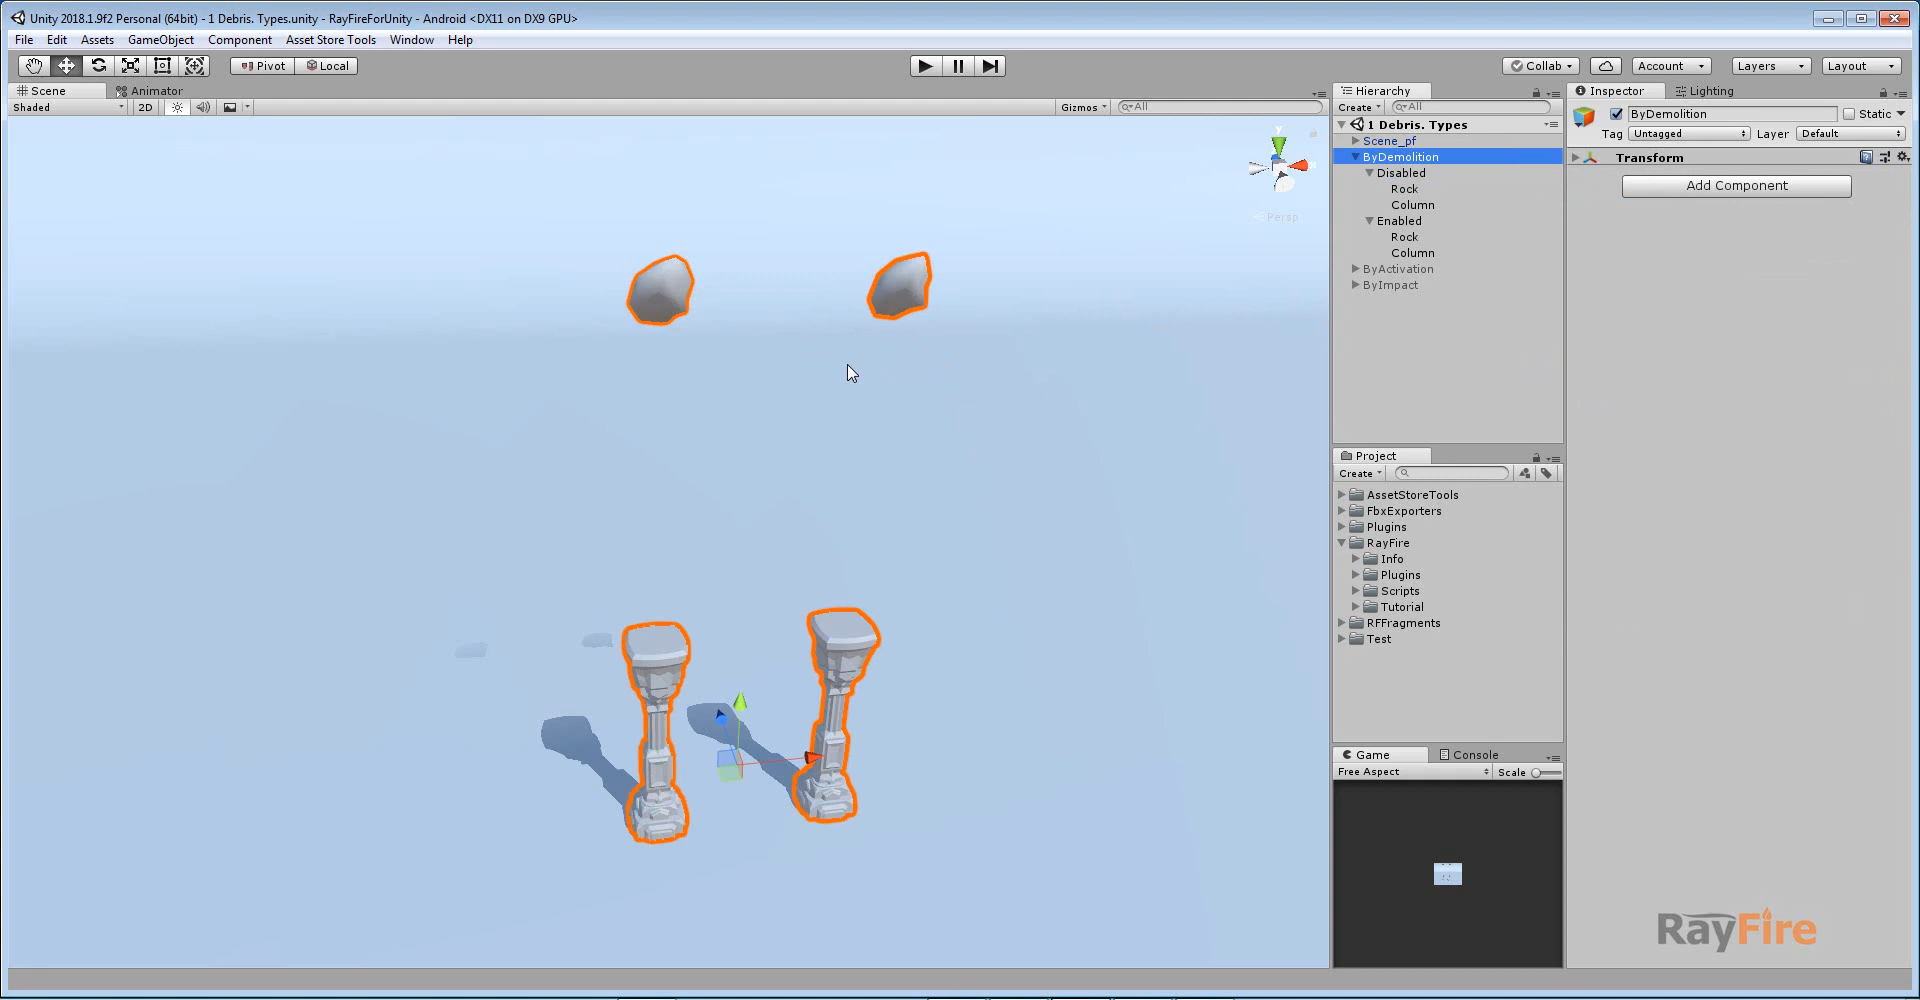 Unity 2018.1.9f2 Personal (64bit) - 1 Debris. Types.unity - RayFireForUnity - Android <DX11 on DX9 GPU>
File Edit Assets GameObject Component Asset Store Tools Window Help
Pivot Local Collab Account Layers Layout
Scene Animator
Shaded 2D Gizmos All
y
Persp
Hierarchy
Create All
1 Debris. Types
Scene_pf
ByDemolition
Disabled
Rock
Column
Enabled
Rock
Column
ByActivation
ByImpact
Project
Create
AssetStoreTools
FbxExporters
Plugins
RayFire
Info
Plugins
Scripts
Tutorial
RFFragments
Test
Game Console
Free Aspect Scale
Inspector Lighting
ByDemolition Static
Tag Untagged Layer Default
Transform
Add Component
RayFire